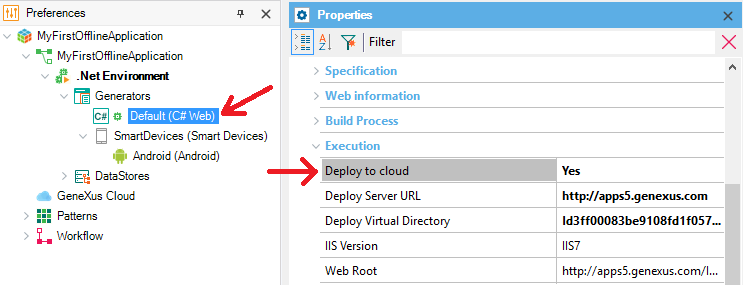 Preferences
MyFirstOfflineApplication
MyFirstOfflineApplication
.Net Environment
Generators
C# Default (C# Web)
SmartDevices (Smart Devices)
Android (Android)
DataStores
GeneXus Cloud
Patterns
Workflow
Properties
Filter
Specification
Web information
Build Process
Execution
Deploy to cloud Yes
Deploy Server URL http://apps5.genexus.com
Deploy Virtual Directory Id3ff00083be9108fd1f057...
IIS Version IIS7
Web Root http://apps5.genexus.com/I...